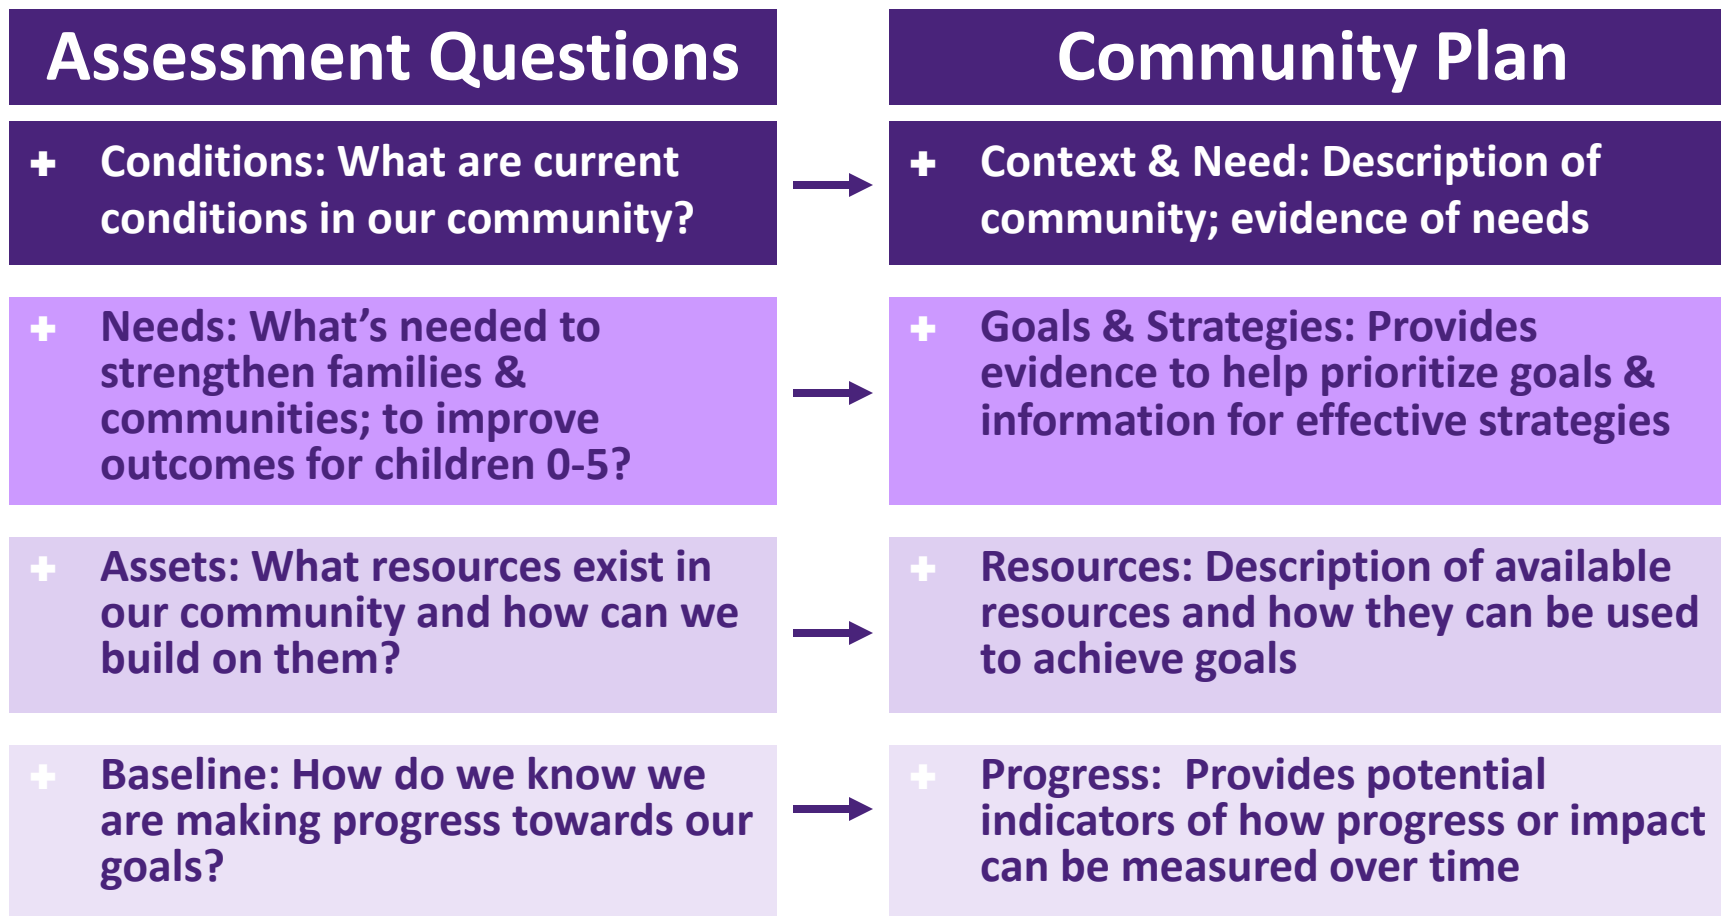 Assessment Questions
Community Plan
+ Conditions: What are current
conditions in our community?
+ Context & Need: Description of
community; evidence of needs
+ Needs: What’s needed to
strengthen families &
communities; to improve
outcomes for children 0-5?
+ Goals & Strategies: Provides
evidence to help prioritize goals &
information for effective strategies
+ Assets: What resources exist in
our community and how can we
build on them?
+ Resources: Description of available
resources and how they can be used
to achieve goals
+ Baseline: How do we know we
are making progress towards our
goals?
+ Progress:  Provides potential
indicators of how progress or impact
can be measured over time